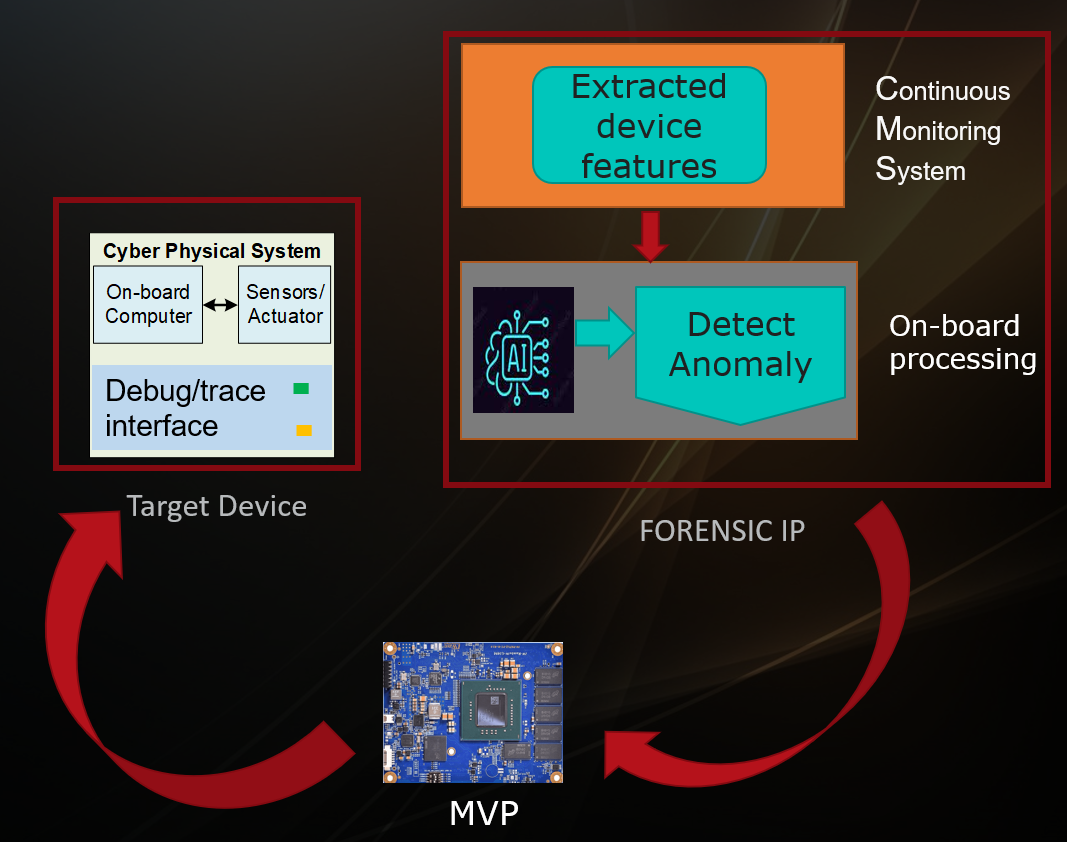 Extracted
device
features
Continuous
Monitoring
System
Cyber Physical System
On-board
Computer
Sensors/
Actuator
Debug/trace
interface
Target Device
AI
Detect
Anomaly
On-board
processing
FORENSIC IP
MVP